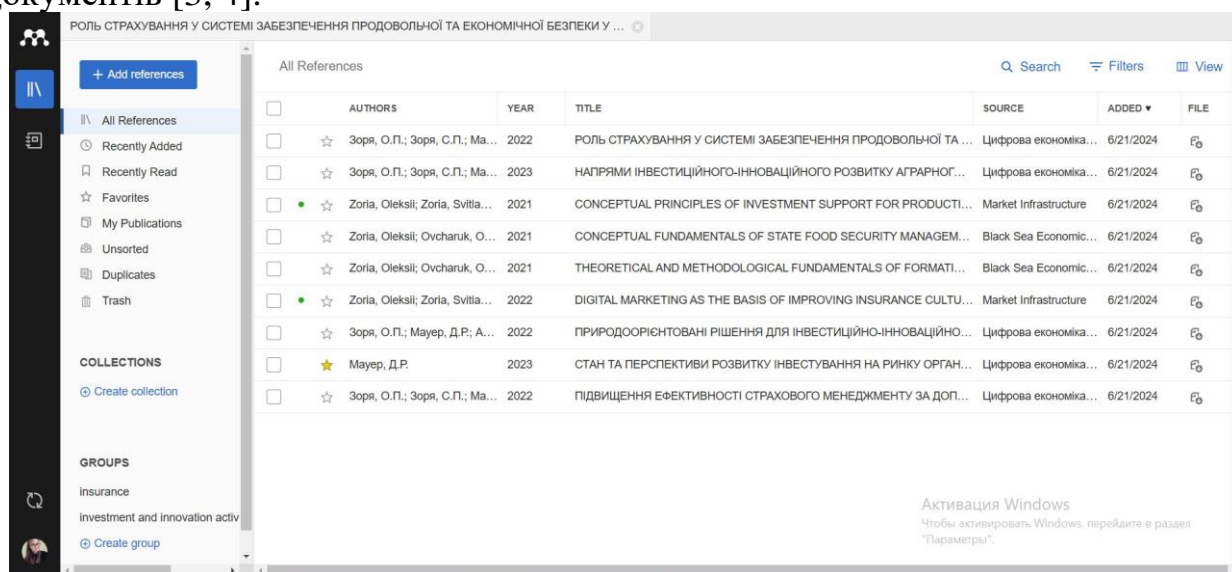 документів [3, 4].
РОЛЬ СТРАХУВАННЯ У СИСТЕМІ ЗАБЕЗПЕЧЕННЯ ПРОДОВОЛЬЧОЇ ТА ЕКОНОМІЧНОЇ БЕЗПЕКИ У ...
+ Add references
All References
Recently Added
Recently Read
Favorites
My Publications
Unsorted
Duplicates
Trash
COLLECTIONS
Create collection
GROUPS
insurance
investment and innovation activ
Create group
All References
Search Filters View
AUTHORS YEAR TITLE SOURCE ADDED ▼ FILE
Зоря, О.П.; Зоря, С.П.; Ма... 2022 РОЛЬ СТРАХУВАННЯ У СИСТЕМІ ЗАБЕЗПЕЧЕННЯ ПРОДОВОЛЬЧОЇ ТА ... Цифрова економіка... 6/21/2024
Зоря, О.П.; Зоря, С.П.; Ма... 2023 НАПРЯМИ ІНВЕСТИЦІЙНОГО-ІННОВАЦІЙНОГО РОЗВИТКУ АГРАРНОГ... Цифрова економіка... 6/21/2024
Zoria, Oleksii; Zoria, Svitla... 2021 CONCEPTUAL PRINCIPLES OF INVESTMENT SUPPORT FOR PRODUCTI... Market Infrastructure 6/21/2024
Zoria, Oleksii; Ovcharuk, O... 2021 CONCEPTUAL FUNDAMENTALS OF STATE FOOD SECURITY MANAGEM... Black Sea Economic... 6/21/2024
Zoria, Oleksii; Ovcharuk, O... 2021 THEORETICAL AND METHODOLOGICAL FUNDAMENTALS OF FORMATI... Black Sea Economic... 6/21/2024
Zoria, Oleksii; Zoria, Svitla... 2022 DIGITAL MARKETING AS THE BASIS OF IMPROVING INSURANCE CULTU... Market Infrastructure 6/21/2024
Зоря, О.П.; Мауер, Д.Р.; А... 2022 ПРИРОДООРІЄНТОВАНІ РІШЕННЯ ДЛЯ ІНВЕСТИЦІЙНО-ІННОВАЦІЙНО... Цифрова економіка... 6/21/2024
Мауер, Д.Р. 2023 СТАН ТА ПЕРСПЕКТИВИ РОЗВИТКУ ІНВЕСТУВАННЯ НА РИНКУ ОРГАН... Цифрова економіка... 6/21/2024
Зоря, О.П.; Зоря, С.П.; Ма... 2022 ПІДВИЩЕННЯ ЕФЕКТИВНОСТІ СТРАХОВОГО МЕНЕДЖМЕНТУ ЗА ДОП... Цифрова економіка... 6/21/2024
Активация Windows
Чтобы активировать Windows, перейдите в раздел
"Параметры".